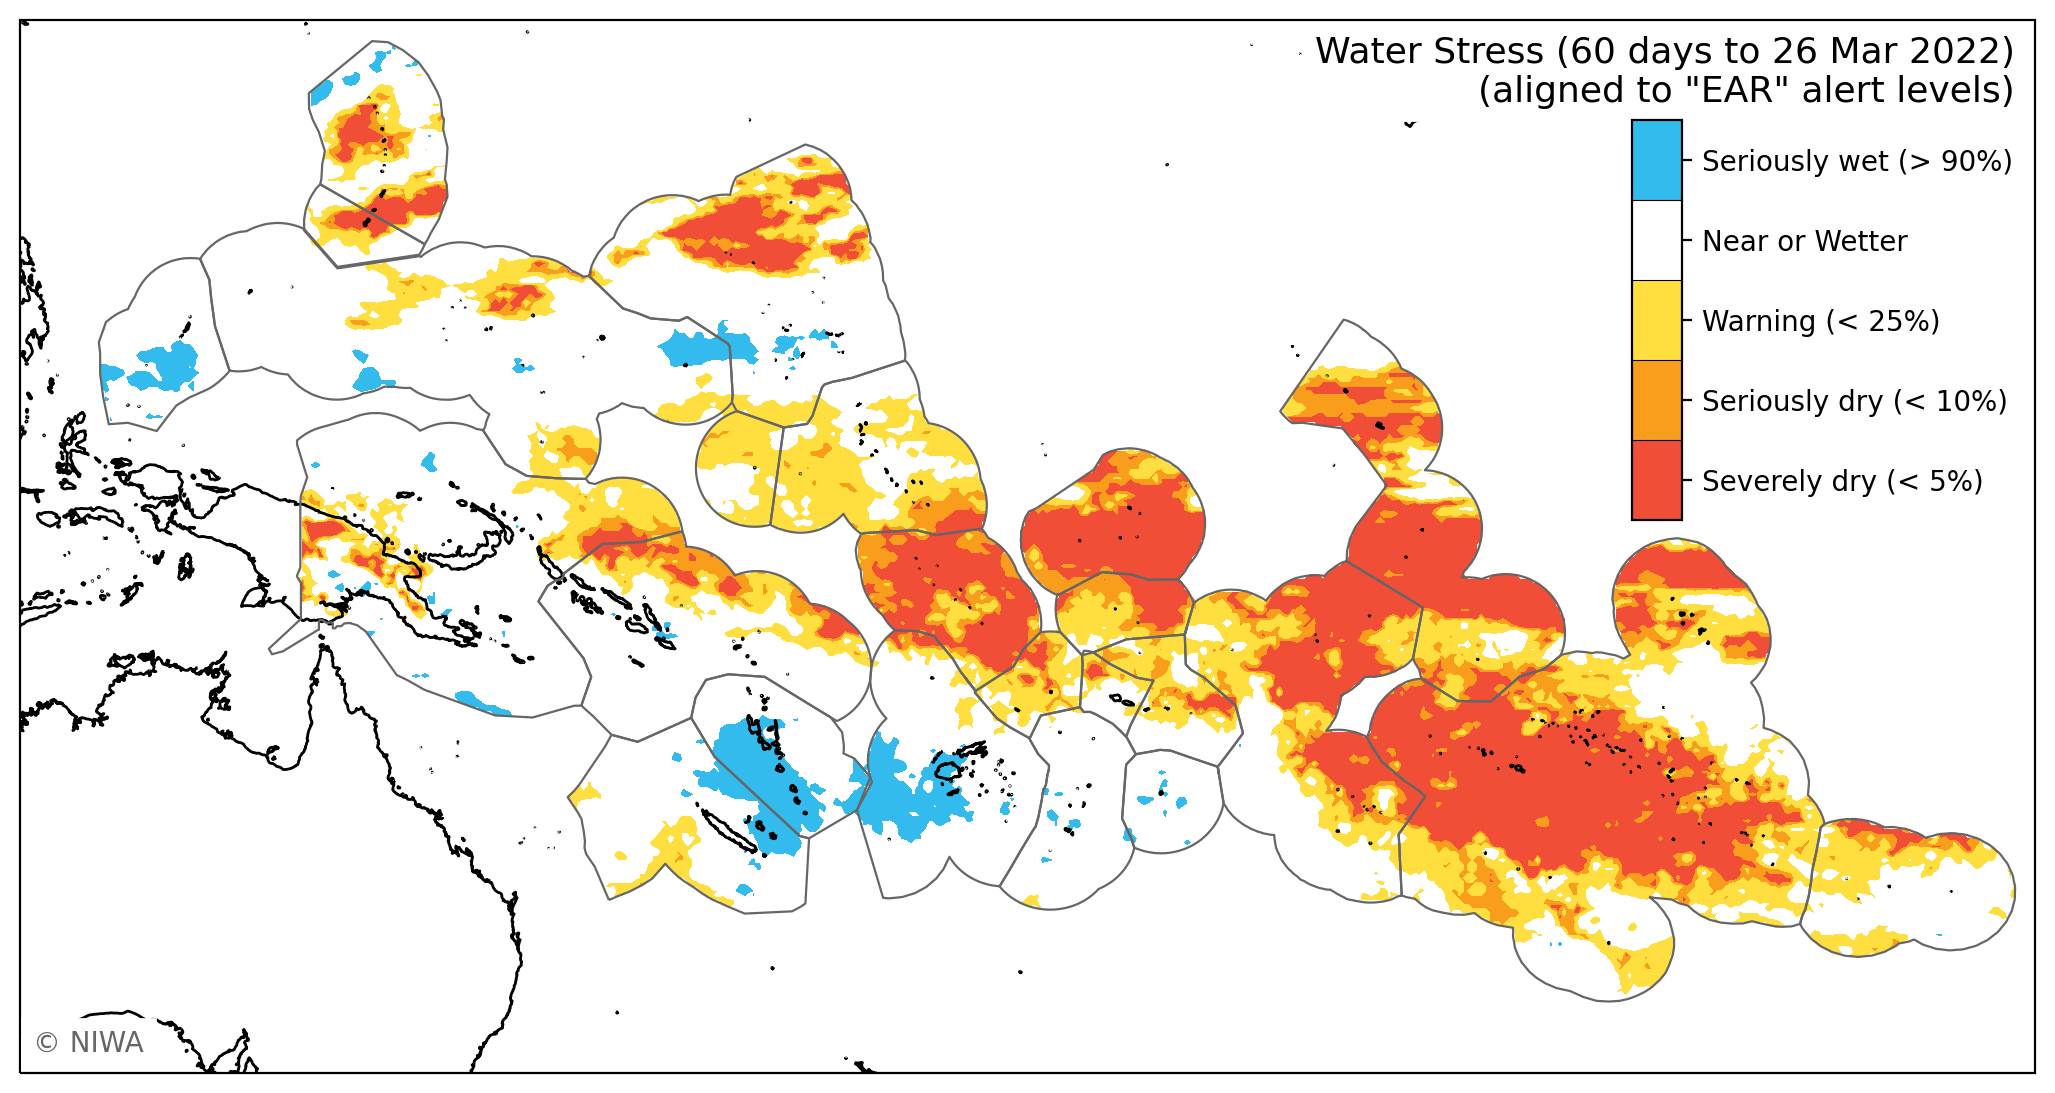 Water Stress (60 days to 26 Mar 2022)
(aligned to "EAR" alert levels)
Seriously wet (> 90%)
Near or Wetter
Warning (< 25%)
Seriously dry (< 10%)
Severely dry (< 5%)
© NIWA